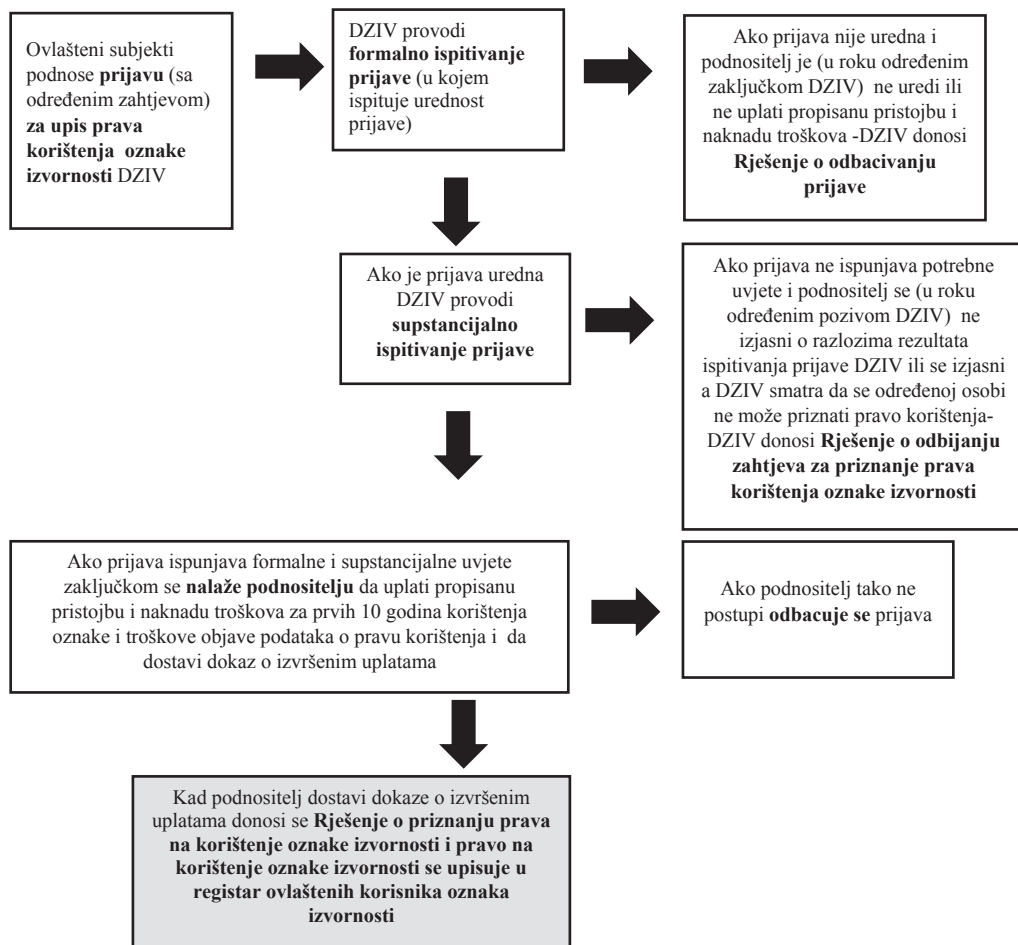 Ovlašteni subjekti
podnose prijavu (sa
određenim zahtjevom)
za upis prava
korištenja oznake
izvornosti DZIV
DZIV provodi
formalno ispitivanje
prijave (u kojem
ispituje urednost
prijave)
Ako prijava nije uredna i
podnositelj je (u roku određenim
zaključkom DZIV) ne uredi ili
ne uplati propisanu pristojbu i
naknadu troškova -DZIV donosi
Rješenje o odbacivanju
prijave
Ako je prijava uredna
DZIV provodi
supstancijalno
ispitivanje prijave
Ako prijava ne ispunjava potrebne
uvjete i podnositelj se (u roku
određenim pozivom DZIV) ne
izjasni o razlozima rezultata
ispitivanja prijave DZIV ili se izjasni
a DZIV smatra da se određenoj osobi
ne može priznati pravo korištenja-
DZIV donosi Rješenje o odbijanju
zahtjeva za priznanje prava
korištenja oznake izvornosti
Ako prijava ispunjava formalne i supstancijalne uvjete
zaključkom se nalaže podnositelju da uplati propisanu
pristojbu i naknadu troškova za prvih 10 godina korištenja
oznake i troškove objave podataka o pravu korištenja i da
dostavi dokaz o izvršenim uplatama
Ako podnositelj tako ne
postupi odbacuje se prijava
Kad podnositelj dostavi dokaze o izvršenim
uplatama donosi se Rješenje o priznanju prava
na korištenje oznake izvornosti i pravo na
korištenje oznake izvornosti se upisuje u
registar ovlaštenih korisnika oznaka
izvornosti